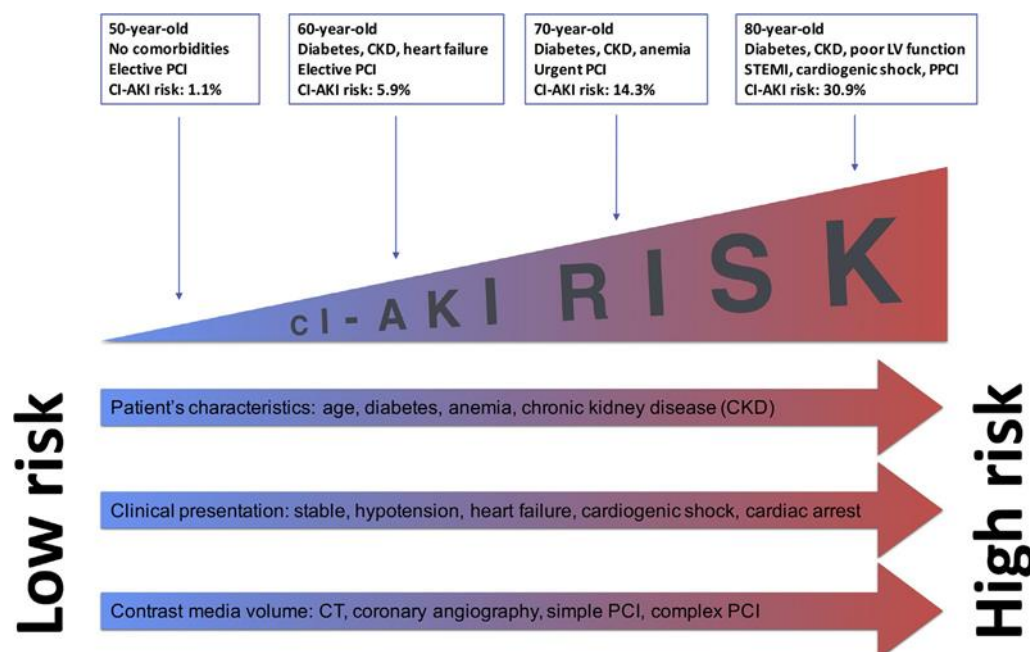 50-year-old
No comorbidities
Elective PCI
CI-AKI risk: 1.1%
60-year-old
Diabetes, CKD, heart failure
Elective PCI
CI-AKI risk: 5.9%
70-year-old
Diabetes, CKD, anemia
Urgent PCI
CI-AKI risk: 14.3%
80-year-old
Diabetes, CKD, poor LV function
STEMI, cardiogenic shock, PPCI
CI-AKI risk: 30.9%
CI-AKI RISK
Low risk
Patient's characteristics: age, diabetes, anemia, chronic kidney disease (CKD)
Clinical presentation: stable, hypotension, heart failure, cardiogenic shock, cardiac arrest
Contrast media volume: CT, coronary angiography, simple PCI, complex PCI
High risk